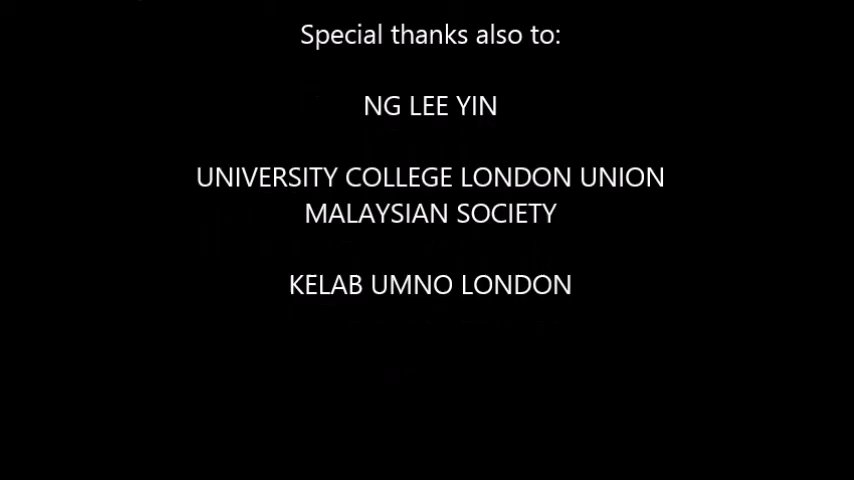 Special thanks also to:
NG LEE YIN
UNIVERSITY COLLEGE LONDON UNION
MALAYSIAN SOCIETY
KELAB UMNO LONDON